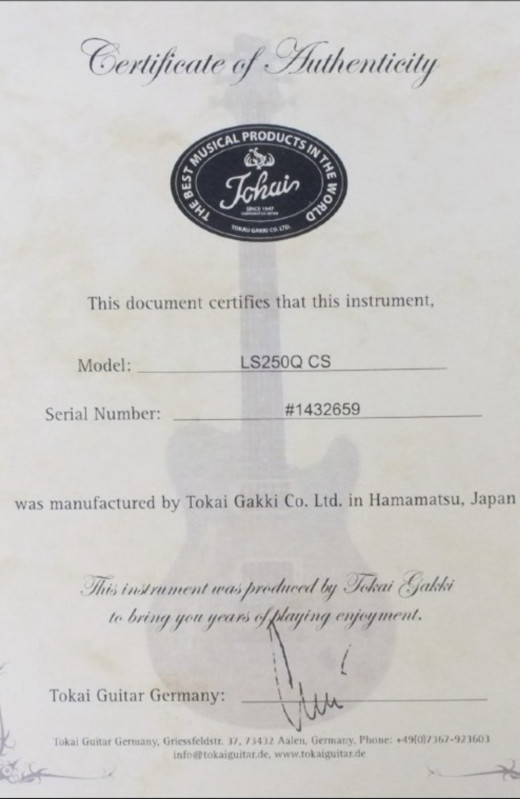 Certificate of Authenticity
THE BEST MUSICAL PRODUCTS IN THE WORLD
Tokai
SINCE 1947
TOKAI GAKKI CO. LTD.
This document certifies that this instrument,
Model: LS250Q CS
Serial Number: #1432659
was manufactured by Tokai Gakki Co. Ltd. in Hamamatsu, Japan
This instrument was produced by Tokai Gakki
to bring you years of playing enjoyment.
Tokai Guitar Germany:
Tokai Guitar Germany, Griessfeldstr. 37, 73432 Aalen, Germany, Phone: +49(0)7367-923603
info@tokaiguitar.de, www.tokaiguitar.de